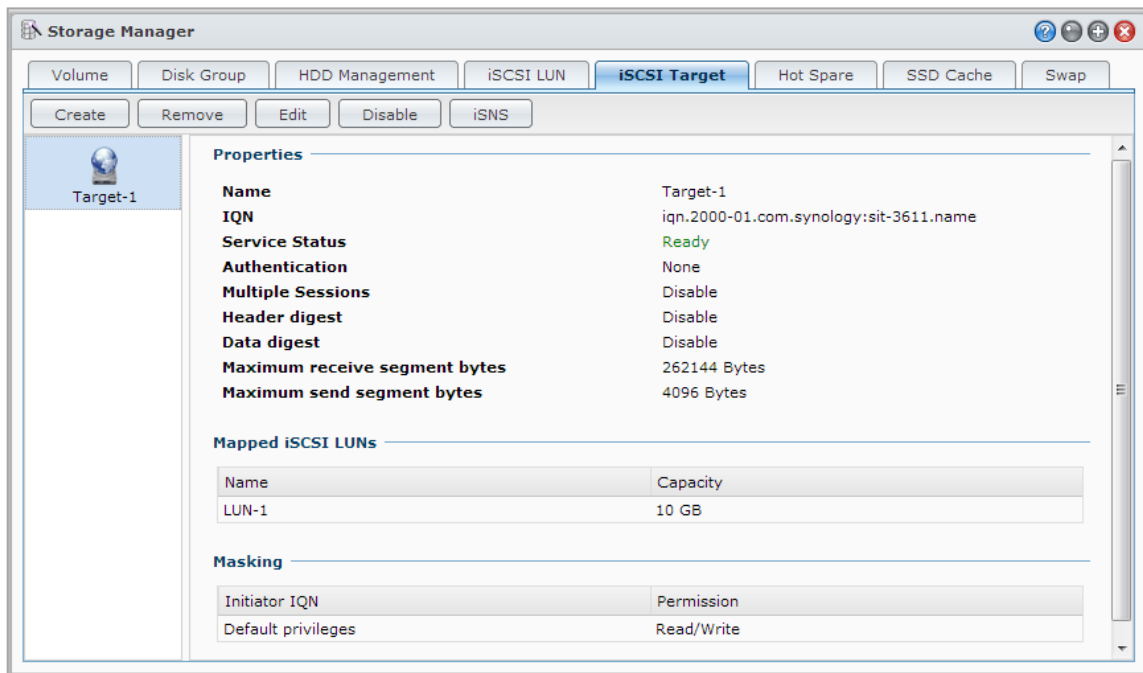 Storage Manager
Volume Disk Group HDD Management iSCSI LUN iSCSI Target Hot Spare SSD Cache Swap
Create Remove Edit Disable iSNS
Target-1
Properties
Name Target-1
IQN iqn.2000-01.com.synology:sit-3611.name
Service Status Ready
Authentication None
Multiple Sessions Disable
Header digest Disable
Data digest Disable
Maximum receive segment bytes 262144 Bytes
Maximum send segment bytes 4096 Bytes
Mapped iSCSI LUNs
Name Capacity
LUN-1 10 GB
Masking
Initiator IQN Permission
Default privileges Read/Write